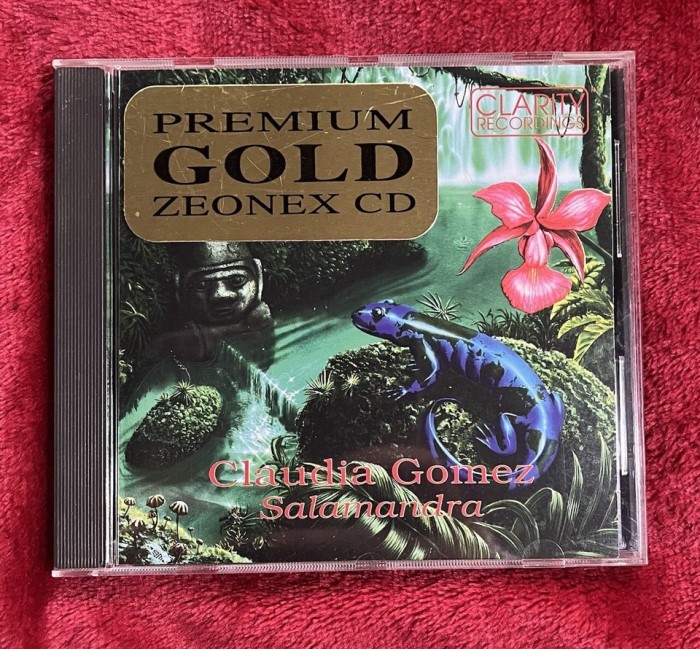 PREMIUM
GOLD
ZEONEX CD
CLARITY
RECORDINGS
Claudia Gomez
Salamandra